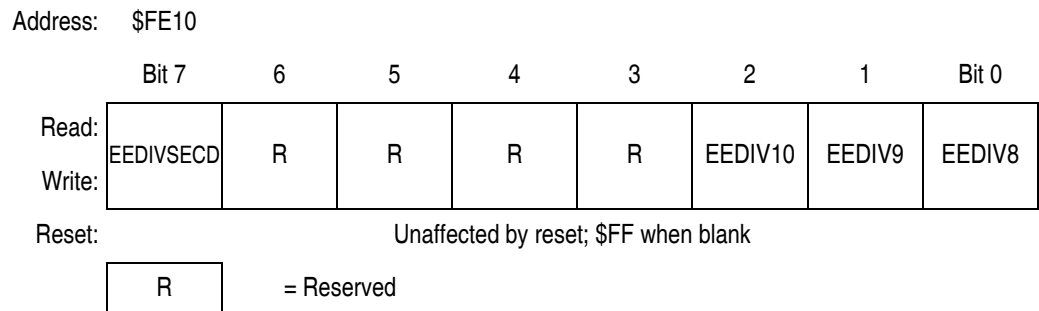 Address: $FE10
Bit 7 6 5 4 3 2 1 Bit 0
Read:
EEDIVSECD R R R R EEDIV10 EEDIV9 EEDIV8
Write:
Reset: Unaffected by reset; $FF when blank
R = Reserved